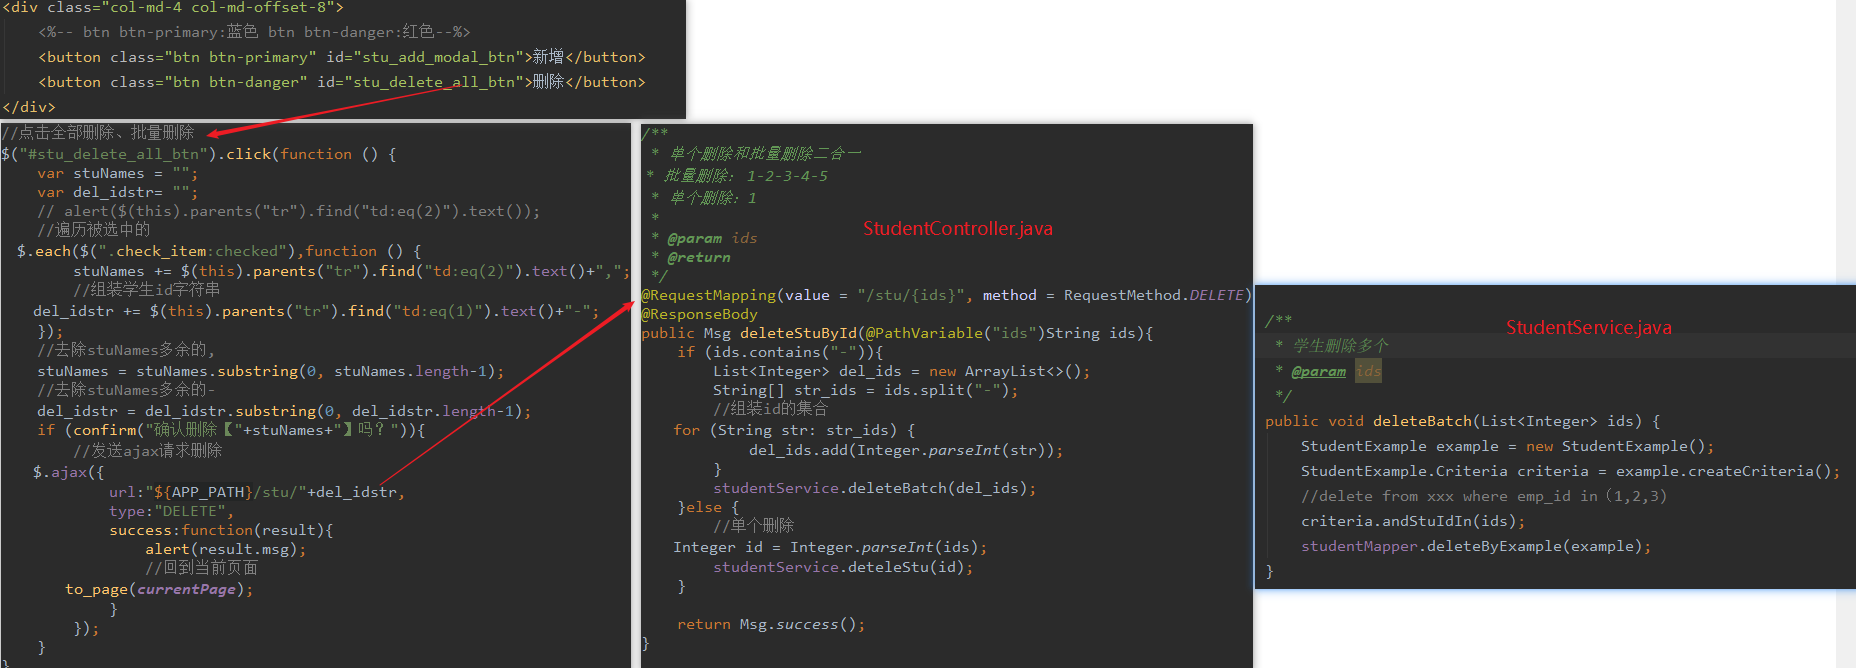 <div class="col-md-4 col-md-offset-8">
<%-- btn btn-primary:蓝色 btn btn-danger:红色--%>
<button class="btn btn-primary" id="stu_add_modal_btn">新增</button>
<button class="btn btn-danger" id="stu_delete_all_btn">删除</button>
</div>
//点击全部删除、批量删除
$("#stu_delete_all_btn").click(function () {
var stuNames = "";
var del_idstr= "";
// alert($(this).parents("tr").find("td:eq(2)").text());
//遍历被选中的
$.each($(".check_item:checked"),function () {
stuNames += $(this).parents("tr").find("td:eq(2)").text()+",";
//组装学生id字符串
del_idstr += $(this).parents("tr").find("td:eq(1)").text()+"-";
});
//去除stuNames多余的,
stuNames = stuNames.substring(0, stuNames.length-1);
//去除stuNames多余的-
del_idstr = del_idstr.substring(0, del_idstr.length-1);
if (confirm("确认删除【"+stuNames+"】吗？")){
//发送ajax请求删除
$.ajax({
url:"${APP_PATH}/stu/"+del_idstr,
type:"DELETE",
success:function(result){
alert(result.msg);
//回到当前页面
to_page(currentPage);
}
});
}
}
/**
* 单个删除和批量删除二合一
* 批量删除: 1-2-3-4-5
* 单个删除: 1
*
StudentController.java
* @param ids
* @return
*/
@RequestMapping(value = "/stu/{ids}", method = RequestMethod.DELETE)
@ResponseBody
public Msg deleteStuById(@PathVariable("ids")String ids){
if (ids.contains("-")){
List<Integer> del_ids = new ArrayList<>();
String[] str_ids = ids.split("-");
//组装id的集合
for (String str: str_ids) {
del_ids.add(Integer.parseInt(str));
}
studentService.deleteBatch(del_ids);
}else {
//单个删除
Integer id = Integer.parseInt(ids);
studentService.deteleStu(id);
}
return Msg.success();
}
/**
StudentService.java
* 学生删除多个
* @param ids
*/
public void deleteBatch(List<Integer> ids) {
StudentExample example = new StudentExample();
StudentExample.Criteria criteria = example.createCriteria();
//delete from xxx where emp_id in（1,2,3)
criteria.andStuIdIn(ids);
studentMapper.deleteByExample(example);
}